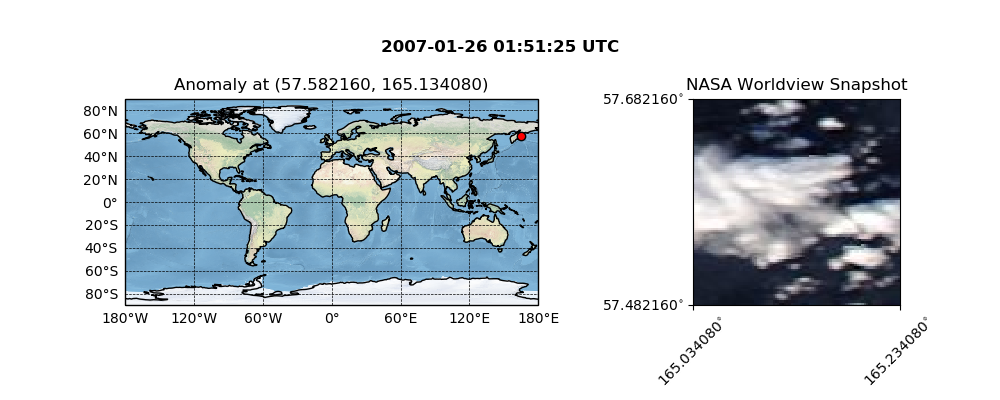 2007-01-26 01:51:25 UTC
Anomaly at (57.582160, 165.134080)
80°N
60°N
40°N
20°N
0°
20°S
40°S
60°S
80°S
180°W 120°W 60°W 0° 60°E 120°E 180°E
NASA Worldview Snapshot
57.682160°
57.482160°
165.034080°
165.234080°